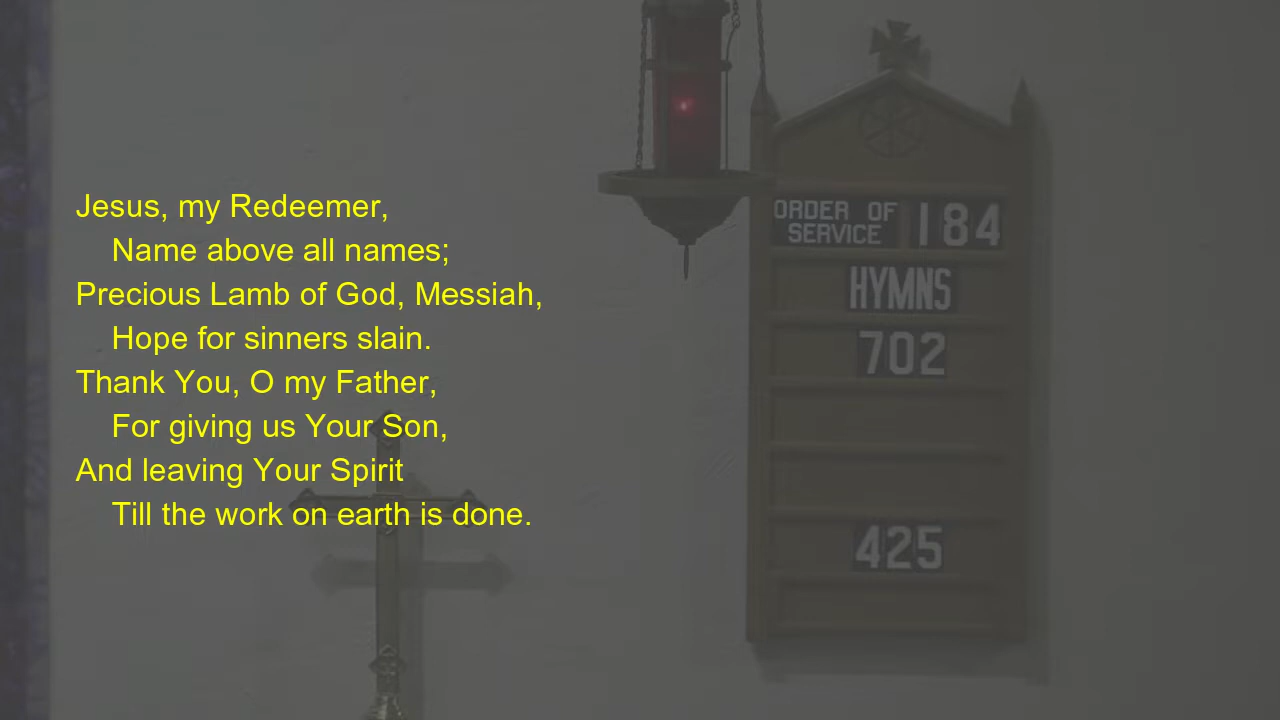 Jesus, my Redeemer,
Name above all names;
Precious Lamb of God, Messiah,
Hope for sinners slain.
Thank You, O my Father,
For giving us Your Son,
And leaving Your Spirit
Till the work on earth is done.
ORDER OF
SERVICE 184
HYMNS
702
425